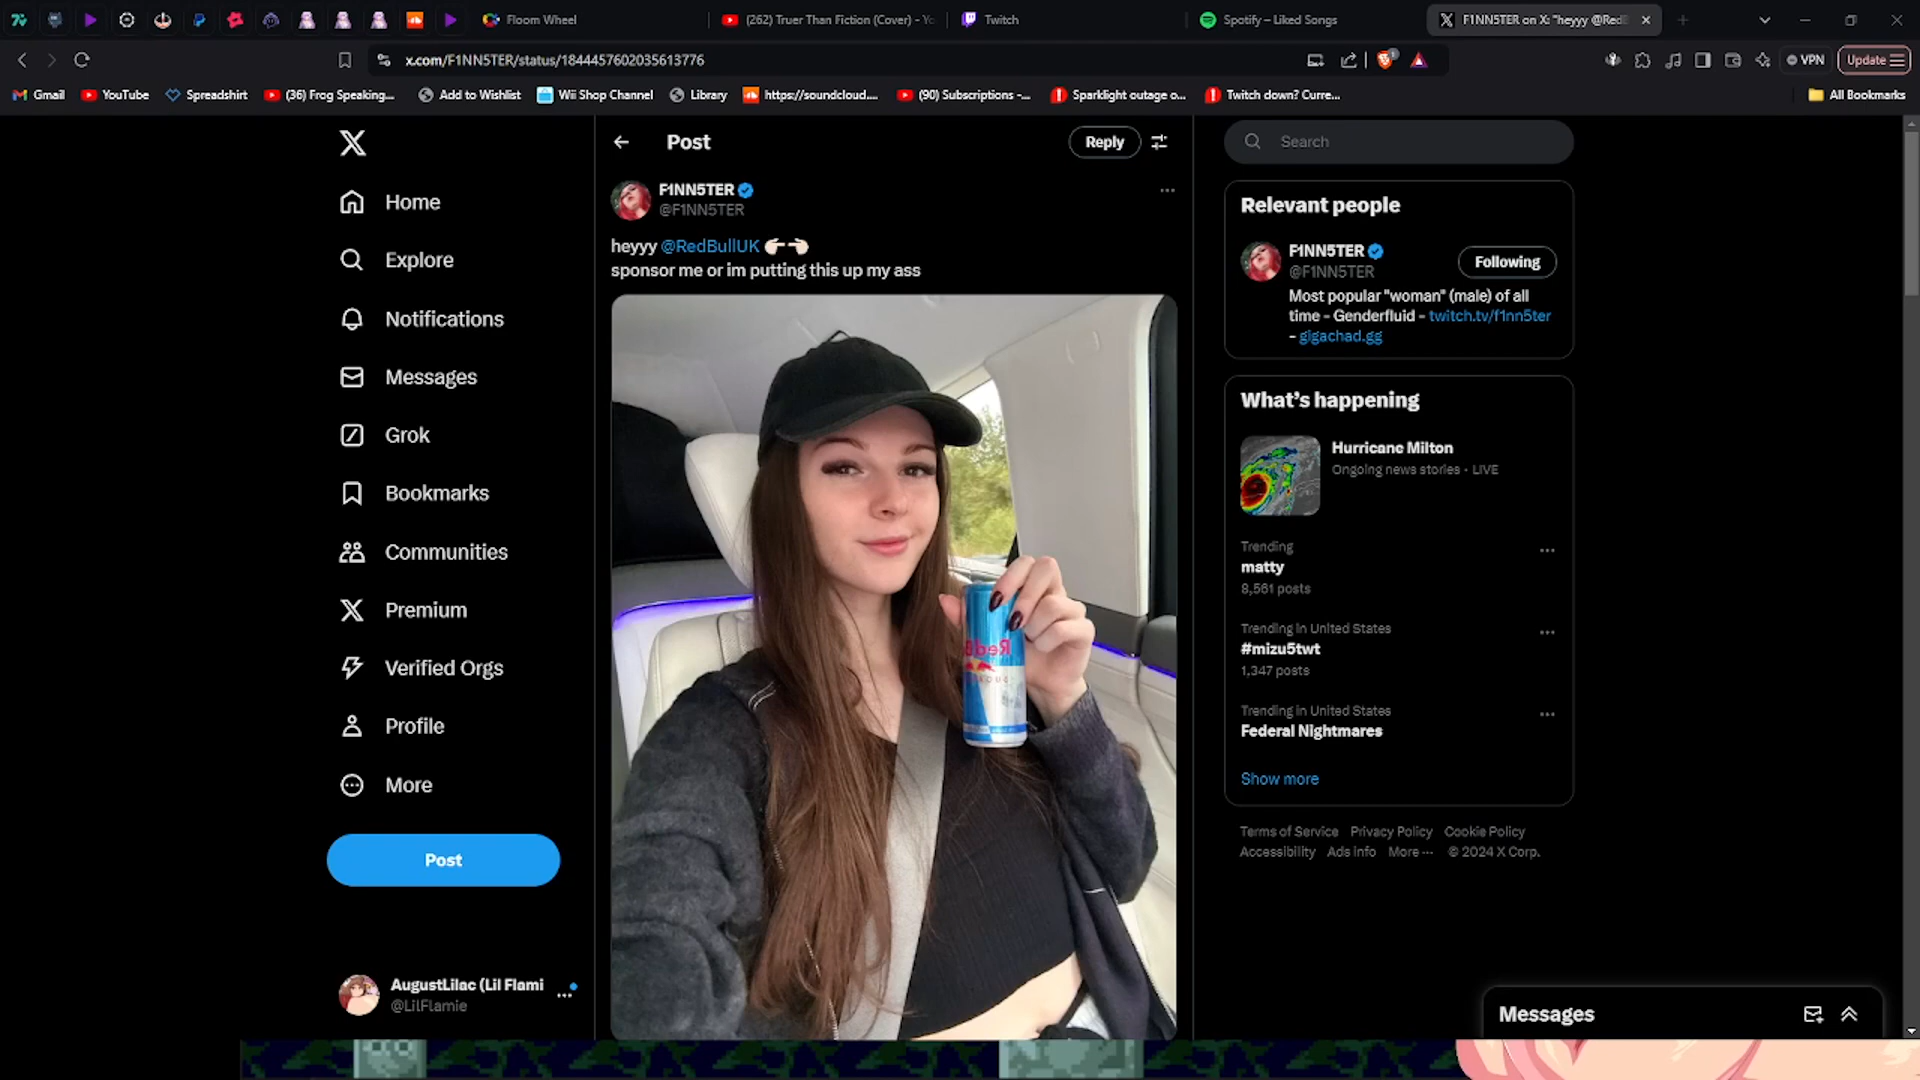 Floom Wheel
(262) Truer Than Fiction (Cover) - Yo
Twitch
Spotify – Liked Songs
F1NN5TER on X: "heyyy @RedB
x.com/F1NN5TER/status/1844457602035613776
VPN
Update
Gmail
YouTube
Spreadshirt
(36) Frog Speaking...
Add to Wishlist
Wii Shop Channel
Library
https://soundcloud....
(90) Subscriptions -...
Sparklight outage o...
Twitch down? Curre...
All Bookmarks
Home
Explore
Notifications
Messages
Grok
Bookmarks
Communities
Premium
Verified Orgs
Profile
More
Post
AugustLilac (Lil Flami
@LilFlamie
Post
Reply
F1NN5TER
@F1NN5TER
heyyy @RedBullUK
sponsor me or im putting this up my ass
Search
Relevant people
F1NN5TER
@F1NN5TER
Following
Most popular "woman" (male) of all
time - Genderfluid - twitch.tv/f1nn5ter
- gigachad.gg
What's happening
Hurricane Milton
Ongoing news stories · LIVE
Trending
matty
8,561 posts
Trending in United States
#mizu5twt
1,347 posts
Trending in United States
Federal Nightmares
Show more
Terms of Service Privacy Policy Cookie Policy
Accessibility Ads info More ··· © 2024 X Corp.
Messages